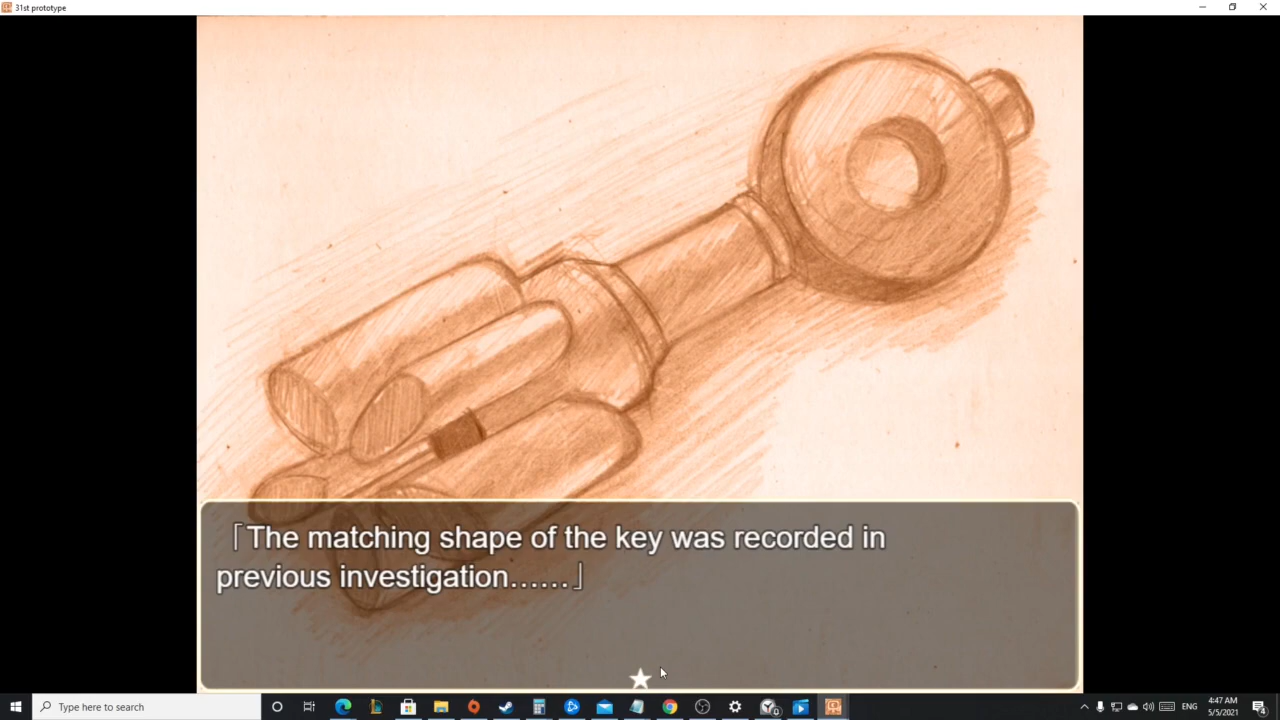 31st prototype
「The matching shape of the key was recorded in
previous investigation......」
Type here to search
ENG
4:47 AM
5/5/2021
4